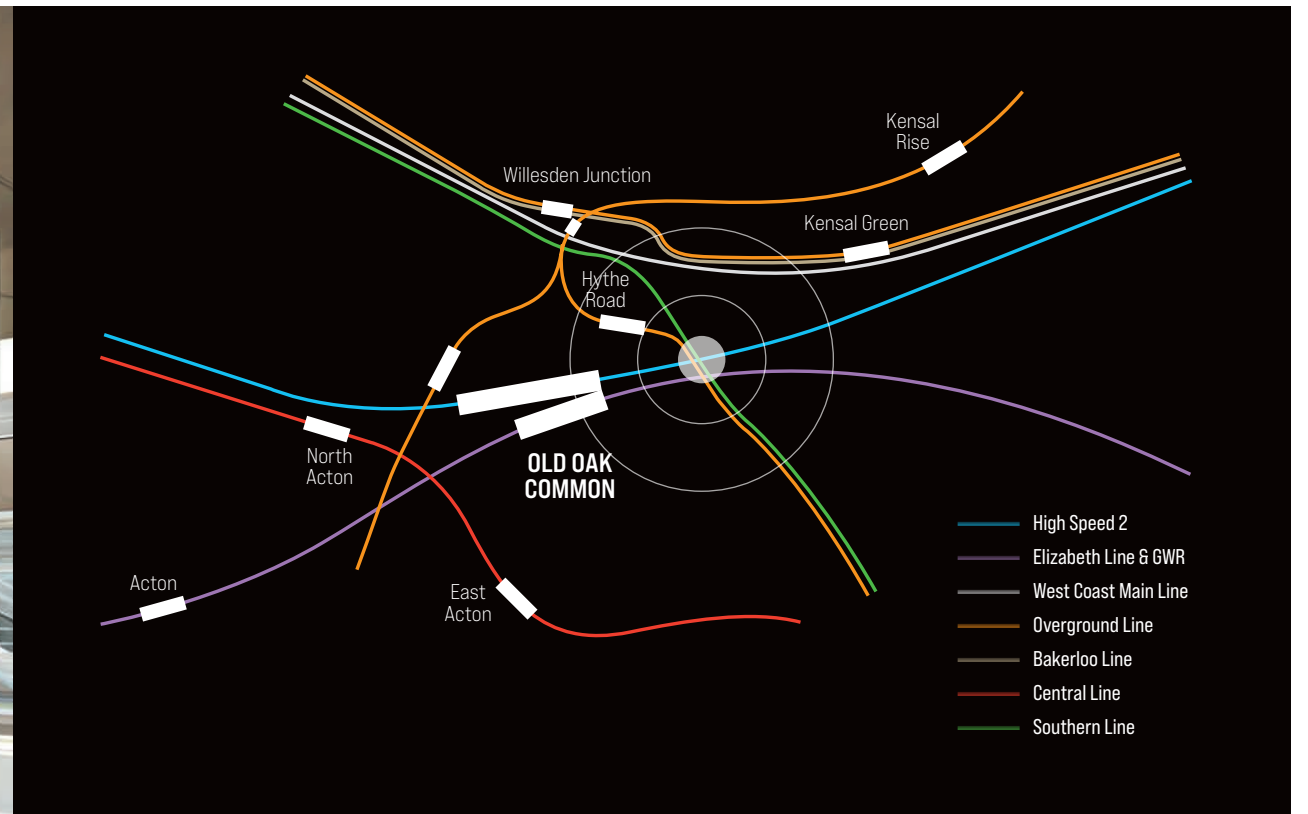 Kensal
Rise
Willesden Junction
Kensal Green
Hythe
Road
North
Acton
OLD OAK
COMMON
Acton
East
Acton
High Speed 2
Elizabeth Line & GWR
West Coast Main Line
Overground Line
Bakerloo Line
Central Line
Southern Line